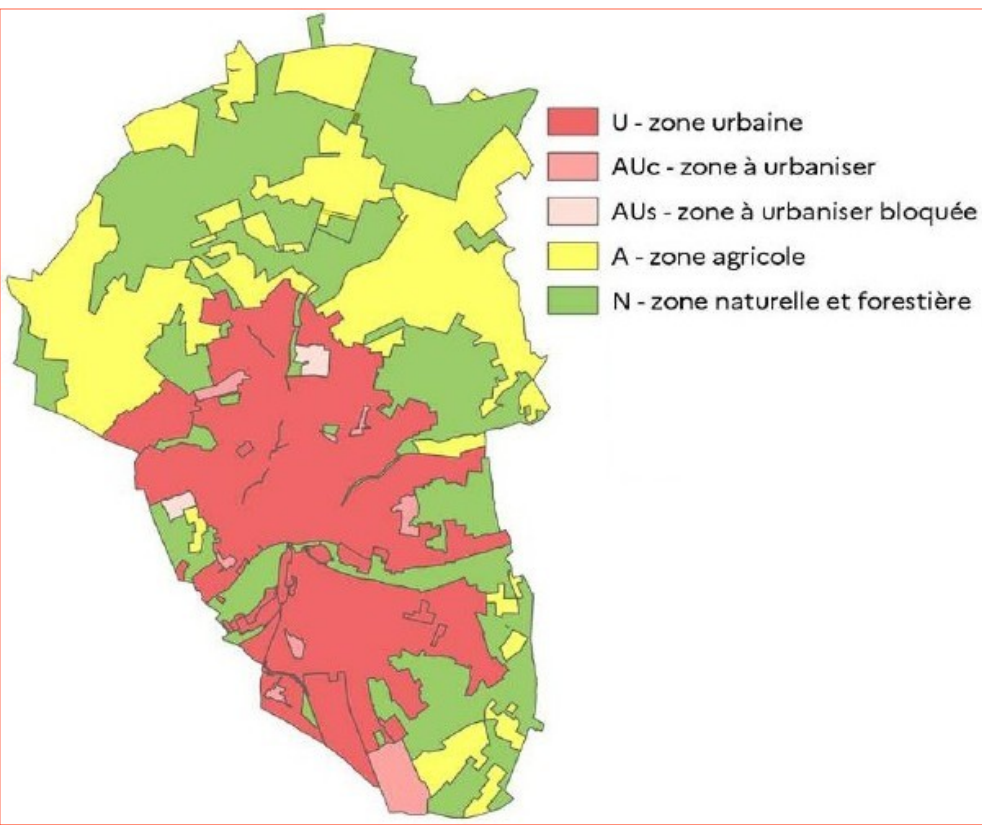 U - zone urbaine
AUc - zone à urbaniser
AUs - zone à urbaniser bloquée
A - zone agricole
N - zone naturelle et forestière